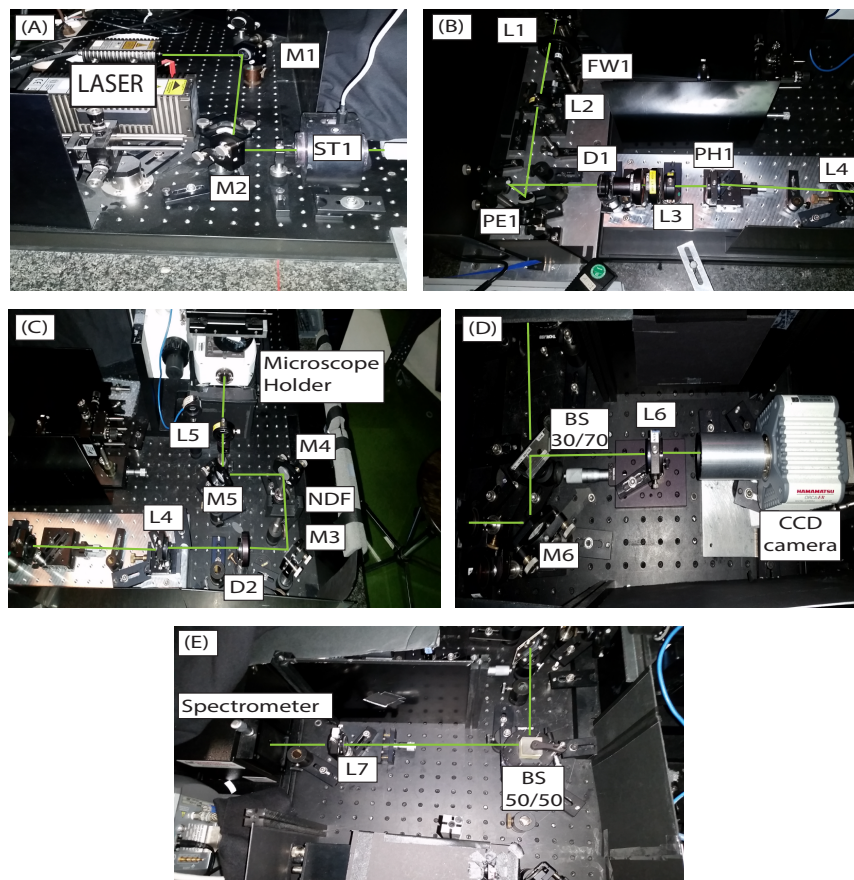 (A)
M1
LASER
ST1
M2
(B)
L1
FW1
L2
D1
PH1
L4
PE1
L3
(C)
Microscope
Holder
L5
M4
M5
NDF
L4
M3
D2
(D)
L6
BS
30/70
HAMAMATSU
M6
CCD
camera
(E)
Spectrometer
L7
BS
50/50